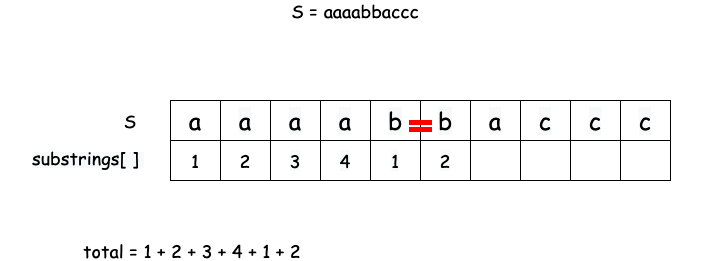 S = aaaabbaccc
S a a a a b = b a c c c
substrings[ ] 1 2 3 4 1 2
total = 1 + 2 + 3 + 4 + 1 + 2